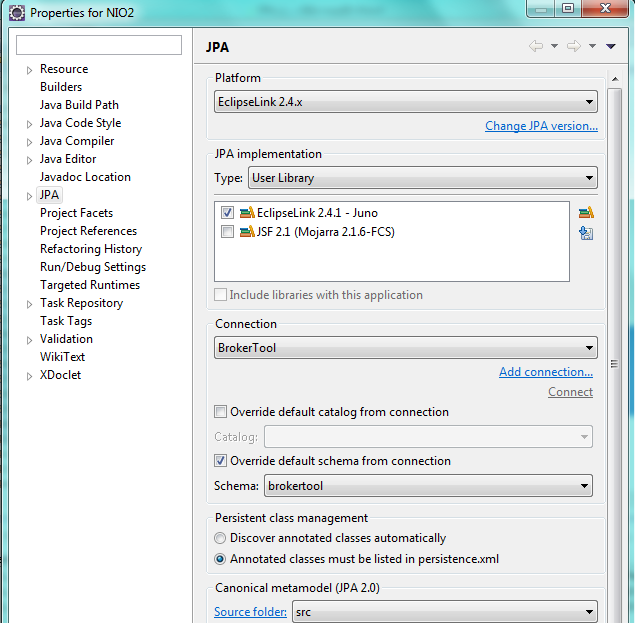 Properties for NIO2
Resource
Builders
Java Build Path
Java Code Style
Java Compiler
Java Editor
Javadoc Location
JPA
Project Facets
Project References
Refactoring History
Run/Debug Settings
Targeted Runtimes
Task Repository
Task Tags
Validation
WikiText
XDoclet
JPA
Platform
EclipseLink 2.4.x
Change JPA version...
JPA implementation
Type: User Library
EclipseLink 2.4.1 - Juno
JSF 2.1 (Mojarra 2.1.6-FCS)
Include libraries with this application
Connection
BrokerTool
Add connection...
Connect
Override default catalog from connection
Catalog:
Override default schema from connection
Schema: brokertool
Persistent class management
Discover annotated classes automatically
Annotated classes must be listed in persistence.xml
Canonical metamodel (JPA 2.0)
Source folder: src